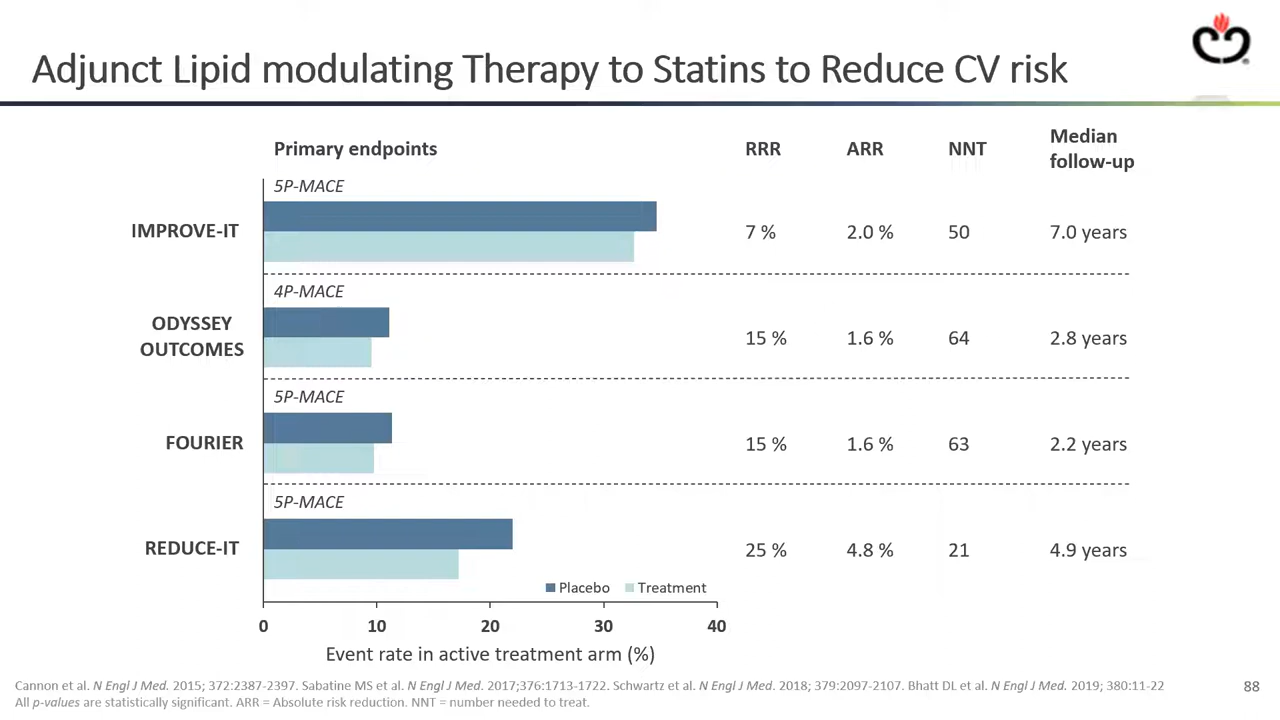 Adjunct Lipid modulating Therapy to Statins to Reduce CV risk
Primary endpoints RRR ARR NNT Median follow-up
5P-MACE
IMPROVE-IT 7 % 2.0 % 50 7.0 years
4P-MACE
ODYSSEY
OUTCOMES 15 % 1.6 % 64 2.8 years
5P-MACE
FOURIER 15 % 1.6 % 63 2.2 years
5P-MACE
REDUCE-IT 25 % 4.8 % 21 4.9 years
Placebo Treatment
0 10 20 30 40
Event rate in active treatment arm (%)
Cannon et al. N Engl J Med. 2015; 372:2387-2397. Sabatine MS et al. N Engl J Med. 2017;376:1713-1722. Schwartz et al. N Engl J Med. 2018; 379:2097-2107. Bhatt DL et al. N Engl J Med. 2019; 380:11-22
All p-values are statistically significant. ARR = Absolute risk reduction. NNT = number needed to treat.
88